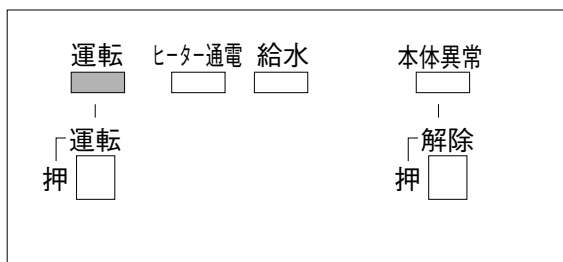 運転 ヒーター通電 給水 本体異常
運転 解除
押 押